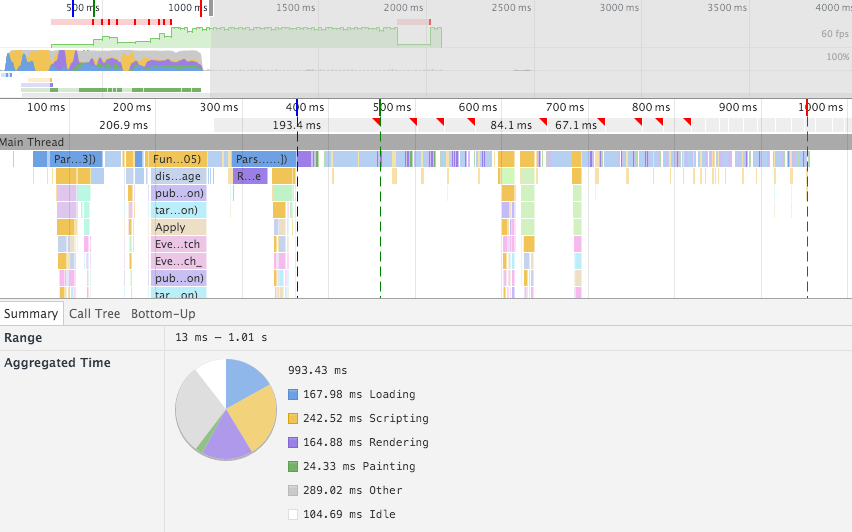 500 ms 1000 ms 1500 ms 2000 ms 2500 ms 3000 ms 3500 ms 4000 ms
60 fps
100%
100 ms 200 ms 300 ms 400 ms 500 ms 600 ms 700 ms 800 ms 900 ms 1000 ms
206.9 ms 193.4 ms 84.1 ms 67.1 ms
Main Thread
Par...3]) Fun...05) Pars......])
dis...age R...e
pub...on)
tar...on)
Apply
Eve...tch
Eve...ch_
pub...on)
tar...on)
Summary Call Tree Bottom-Up
Range 13 ms – 1.01 s
Aggregated Time
993.43 ms
167.98 ms Loading
242.52 ms Scripting
164.88 ms Rendering
24.33 ms Painting
289.02 ms Other
104.69 ms Idle